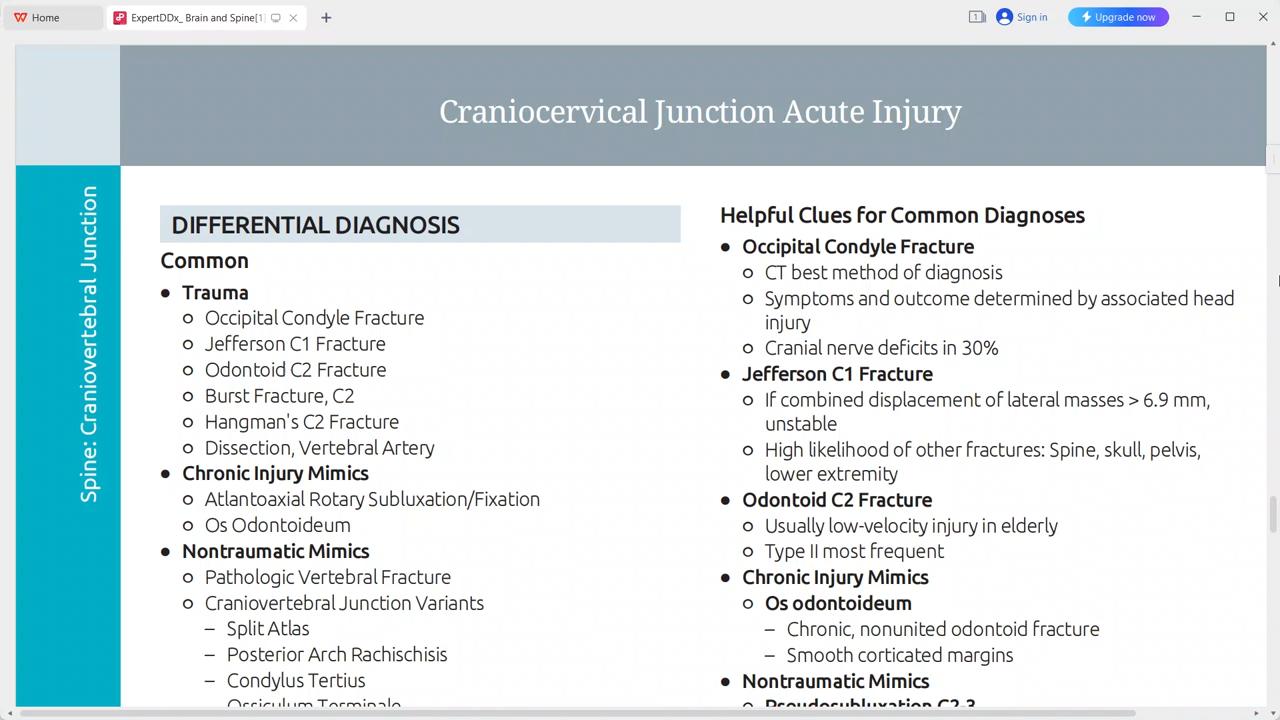 Home
ExpertDDx_ Brain and Spine[1]
1
Sign in
Upgrade now
Craniocervical Junction Acute Injury
Spine: Craniovertebral Junction
DIFFERENTIAL DIAGNOSIS
Common
● Trauma
○ Occipital Condyle Fracture
○ Jefferson C1 Fracture
○ Odontoid C2 Fracture
○ Burst Fracture, C2
○ Hangman's C2 Fracture
○ Dissection, Vertebral Artery
● Chronic Injury Mimics
○ Atlantoaxial Rotary Subluxation/Fixation
○ Os Odontoideum
● Nontraumatic Mimics
○ Pathologic Vertebral Fracture
○ Craniovertebral Junction Variants
– Split Atlas
– Posterior Arch Rachischisis
– Condylus Tertius
– Ossiculum Terminale
Helpful Clues for Common Diagnoses
● Occipital Condyle Fracture
○ CT best method of diagnosis
○ Symptoms and outcome determined by associated head
injury
○ Cranial nerve deficits in 30%
● Jefferson C1 Fracture
○ If combined displacement of lateral masses > 6.9 mm,
unstable
○ High likelihood of other fractures: Spine, skull, pelvis,
lower extremity
● Odontoid C2 Fracture
○ Usually low-velocity injury in elderly
○ Type II most frequent
● Chronic Injury Mimics
○ Os odontoideum
– Chronic, nonunited odontoid fracture
– Smooth corticated margins
● Nontraumatic Mimics
○ Pseudosubluxation C2-3